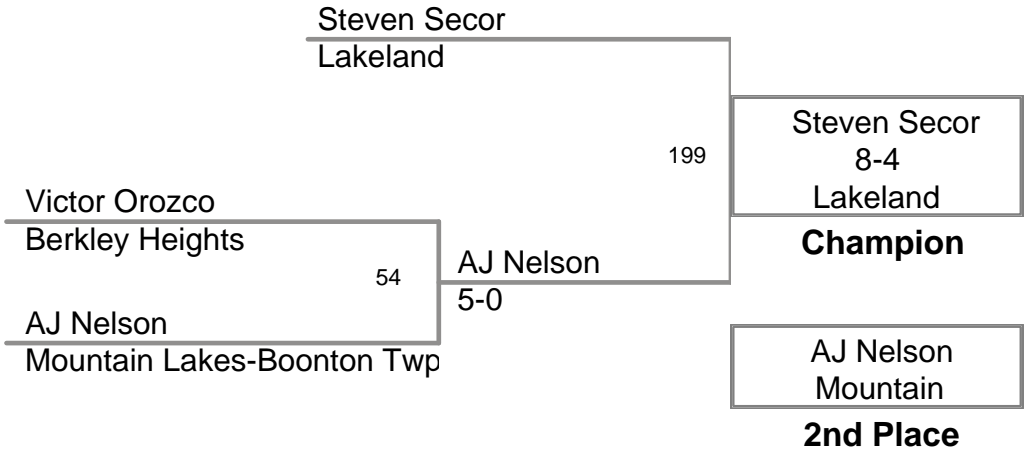 Steven Secor
Lakeland
199
Steven Secor
8-4
Lakeland
Champion
Victor Orozco
Berkley Heights
54
AJ Nelson
5-0
AJ Nelson
Mountain Lakes-Boonton Twp
AJ Nelson
Mountain
2nd Place